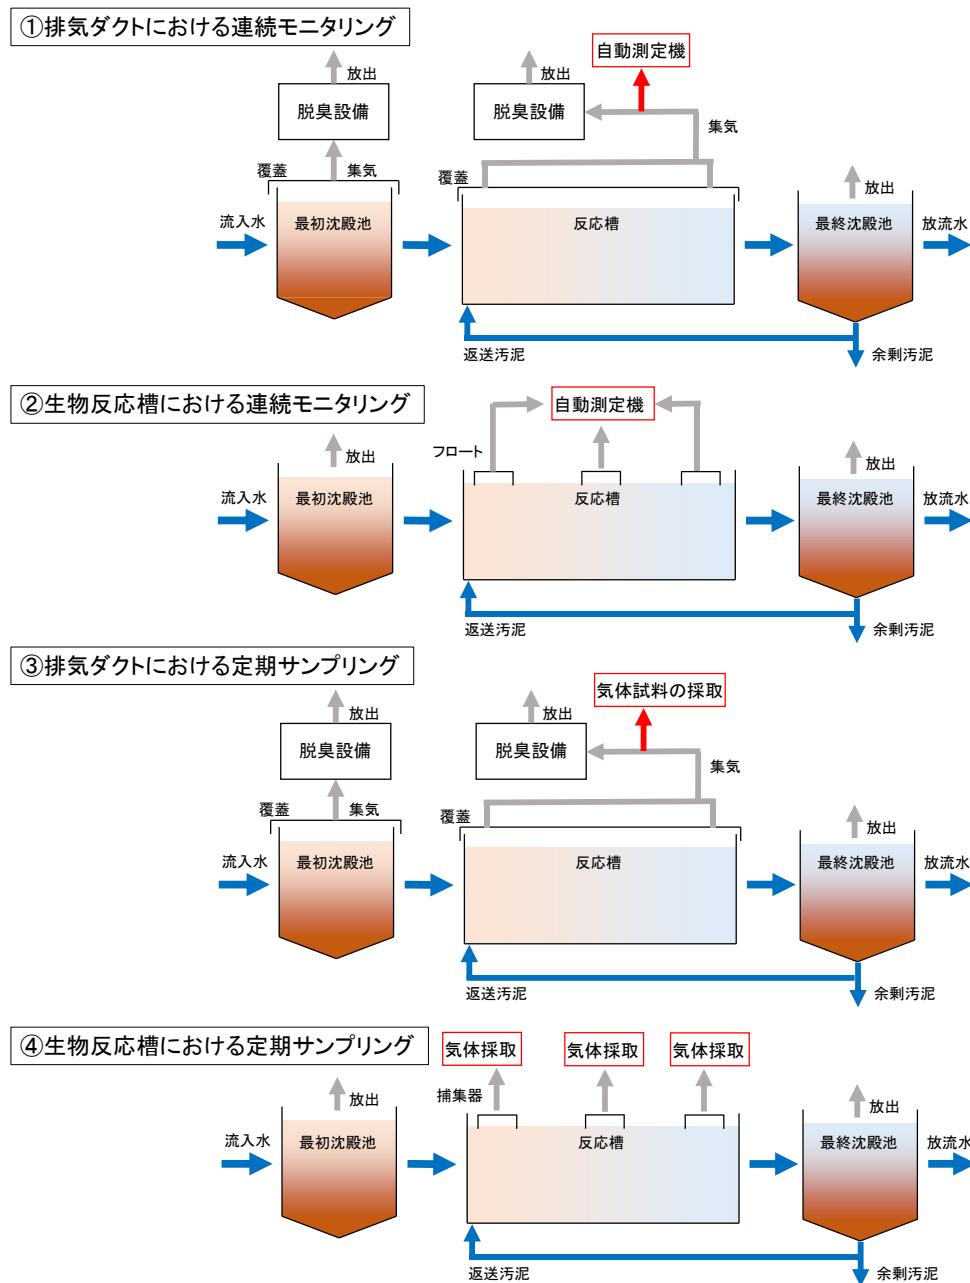 ①排気ダクトにおける連続モニタリング
自動測定機
放出
放出
脱臭設備
脱臭設備
集気
覆蓋
集気
覆蓋
放出
流入水
最初沈殿池
反応槽
最終沈殿池
放流水
返送汚泥
余剰汚泥
②生物反応槽における連続モニタリング
自動測定機
フロート
放出
放出
流入水
最初沈殿池
反応槽
最終沈殿池
放流水
返送汚泥
余剰汚泥
③排気ダクトにおける定期サンプリング
気体試料の採取
放出
放出
脱臭設備
脱臭設備
集気
覆蓋
集気
覆蓋
放出
流入水
最初沈殿池
反応槽
最終沈殿池
放流水
返送汚泥
余剰汚泥
④生物反応槽における定期サンプリング
気体採取
気体採取
気体採取
捕集器
放出
放出
流入水
最初沈殿池
反応槽
最終沈殿池
放流水
返送汚泥
余剰汚泥